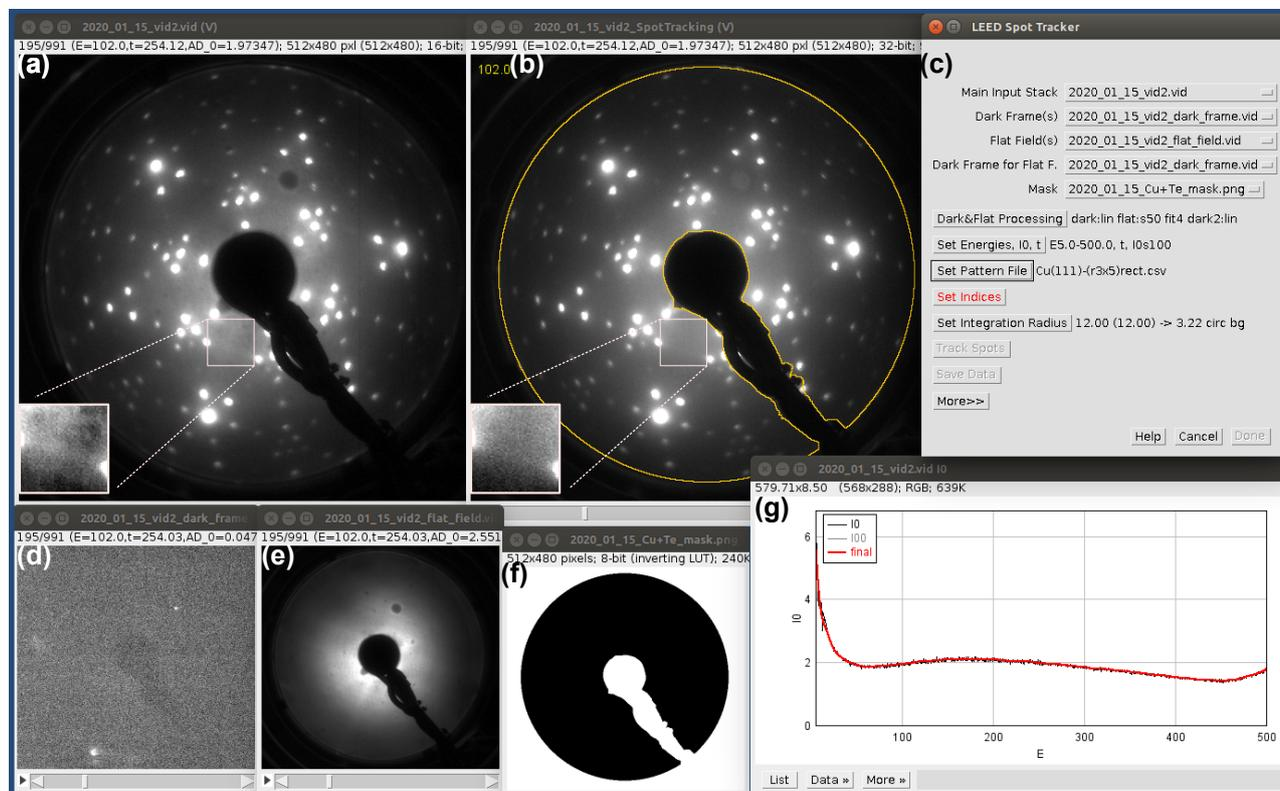 2020_01_15_vid2.vid (V)
195/991 (E=102.0,t=254.12,AD_0=1.97347); 512x480 pxl (512x480); 16-bit;
(a)
2020_01_15_vid2_SpotTracking (V)
195/991 (E=102.0,t=254.12,AD_0=1.97347); 512x480 pxl (512x480); 32-bit;
102.0
(b)
LEED Spot Tracker
(c)
Main Input Stack 2020_01_15_vid2.vid
Dark Frame(s) 2020_01_15_vid2_dark_frame.vid
Flat Field(s) 2020_01_15_vid2_flat_field.vid
Dark Frame for Flat F. 2020_01_15_vid2_dark_frame.vid
Mask 2020_01_15_Cu+Te_mask.png
Dark&Flat Processing dark:lin flat:s50 fit4 dark2:lin
Set Energies, I0, t E5.0-500.0, t, I0s100
Set Pattern File Cu(111)-(r3x5)rect.csv
Set Indices
Set Integration Radius 12.00 (12.00) -> 3.22 circ bg
Track Spots
Save Data
More>>
Help Cancel Done
2020_01_15_vid2_dark_frame
195/991 (E=102.0,t=254.03,AD_0=0.047
(d)
2020_01_15_vid2_flat_field.vi
195/991 (E=102.0,t=254.03,AD_0=2.551
(e)
2020_01_15_Cu+Te_mask.png
512x480 pixels; 8-bit (inverting LUT); 240K
(f)
2020_01_15_vid2.vid I0
579.71x8.50 (568x288); RGB; 639K
(g)
I0
I00
final
6
4
2
0
I0
100 200 300 400 500
E
List Data » More »